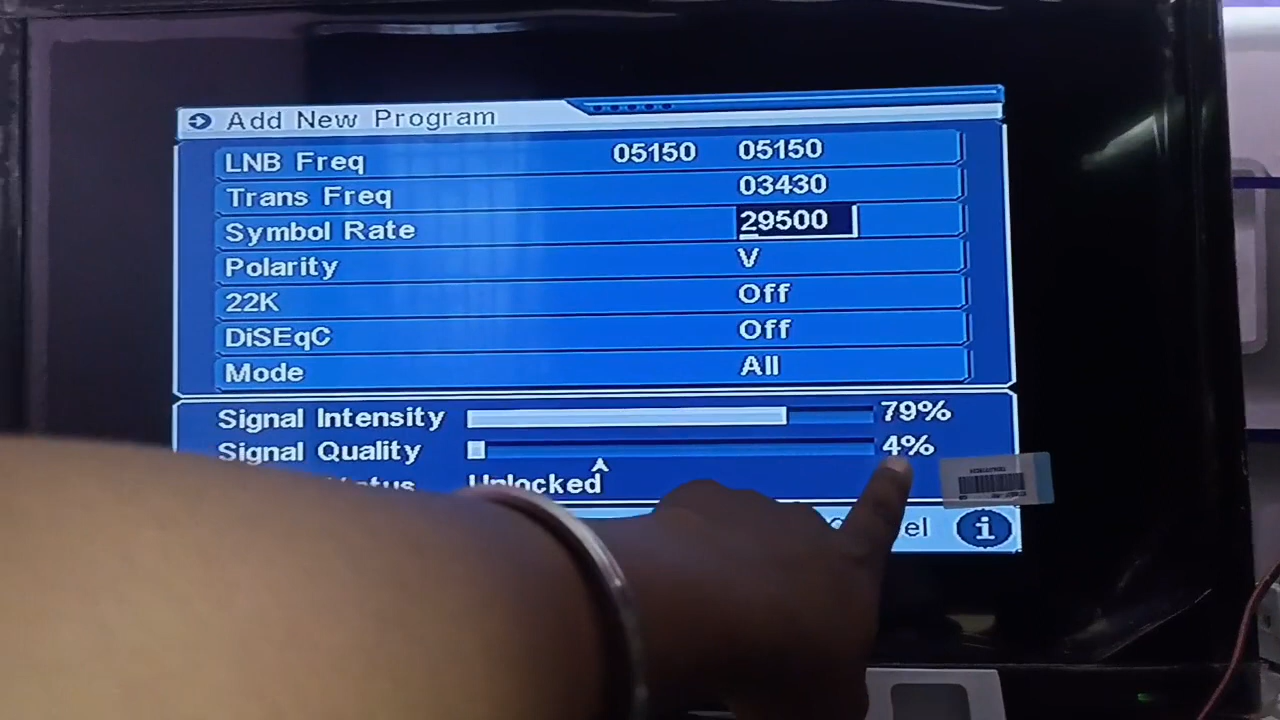 Add New Program
LNB Freq 05150 05150
Trans Freq 03430
Symbol Rate 29500
Polarity V
22K Off
DiSEqC Off
Mode All
Signal Intensity 79%
Signal Quality 4%
Unlocked
i